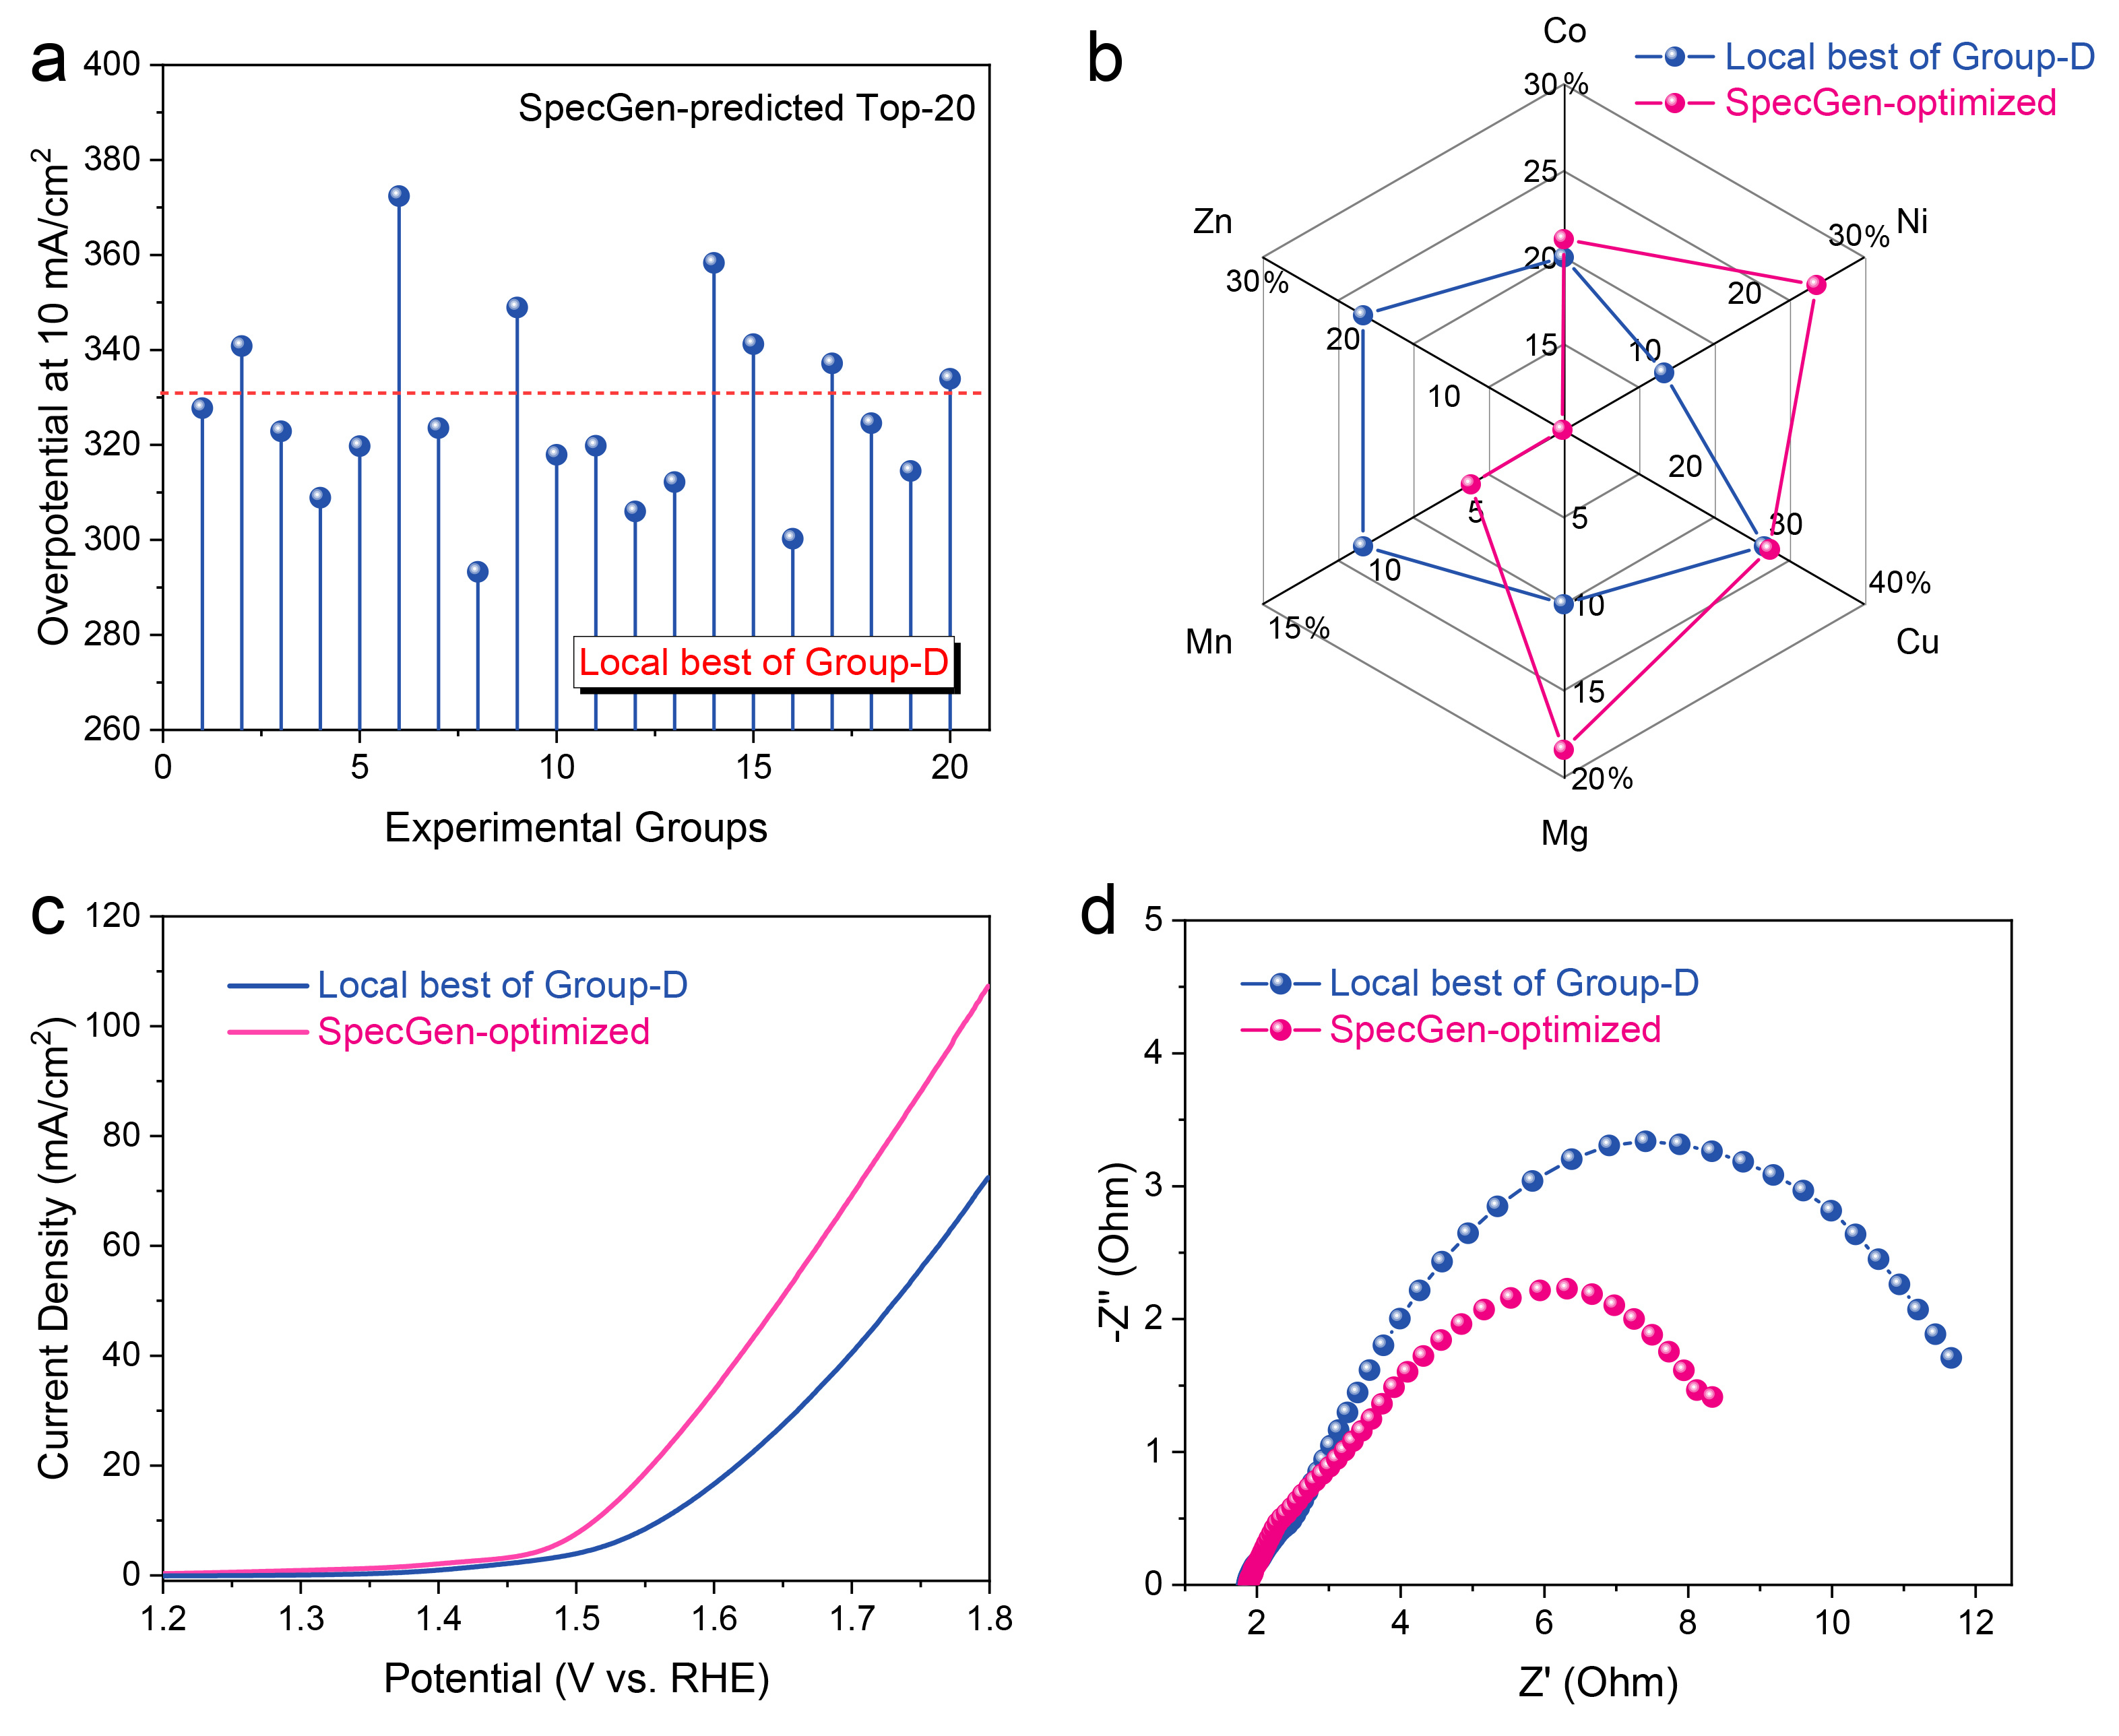 a
SpecGen-predicted Top-20
Local best of Group-D
Overpotential at 10 mA/cm²
400
380
360
340
320
300
280
260
0 5 10 15 20
Experimental Groups
b
Local best of Group-D
SpecGen-optimized
Co
30%
25
20
15
Ni
30%
20
10
Cu
40%
30
20
Mg
20%
15
10
5
Mn
15%
10
5
Zn
30%
20
10
c
Local best of Group-D
SpecGen-optimized
Current Density (mA/cm²)
120
100
80
60
40
20
0
1.2 1.3 1.4 1.5 1.6 1.7 1.8
Potential (V vs. RHE)
d
Local best of Group-D
SpecGen-optimized
-Z" (Ohm)
5
4
3
2
1
0
2 4 6 8 10 12
Z' (Ohm)